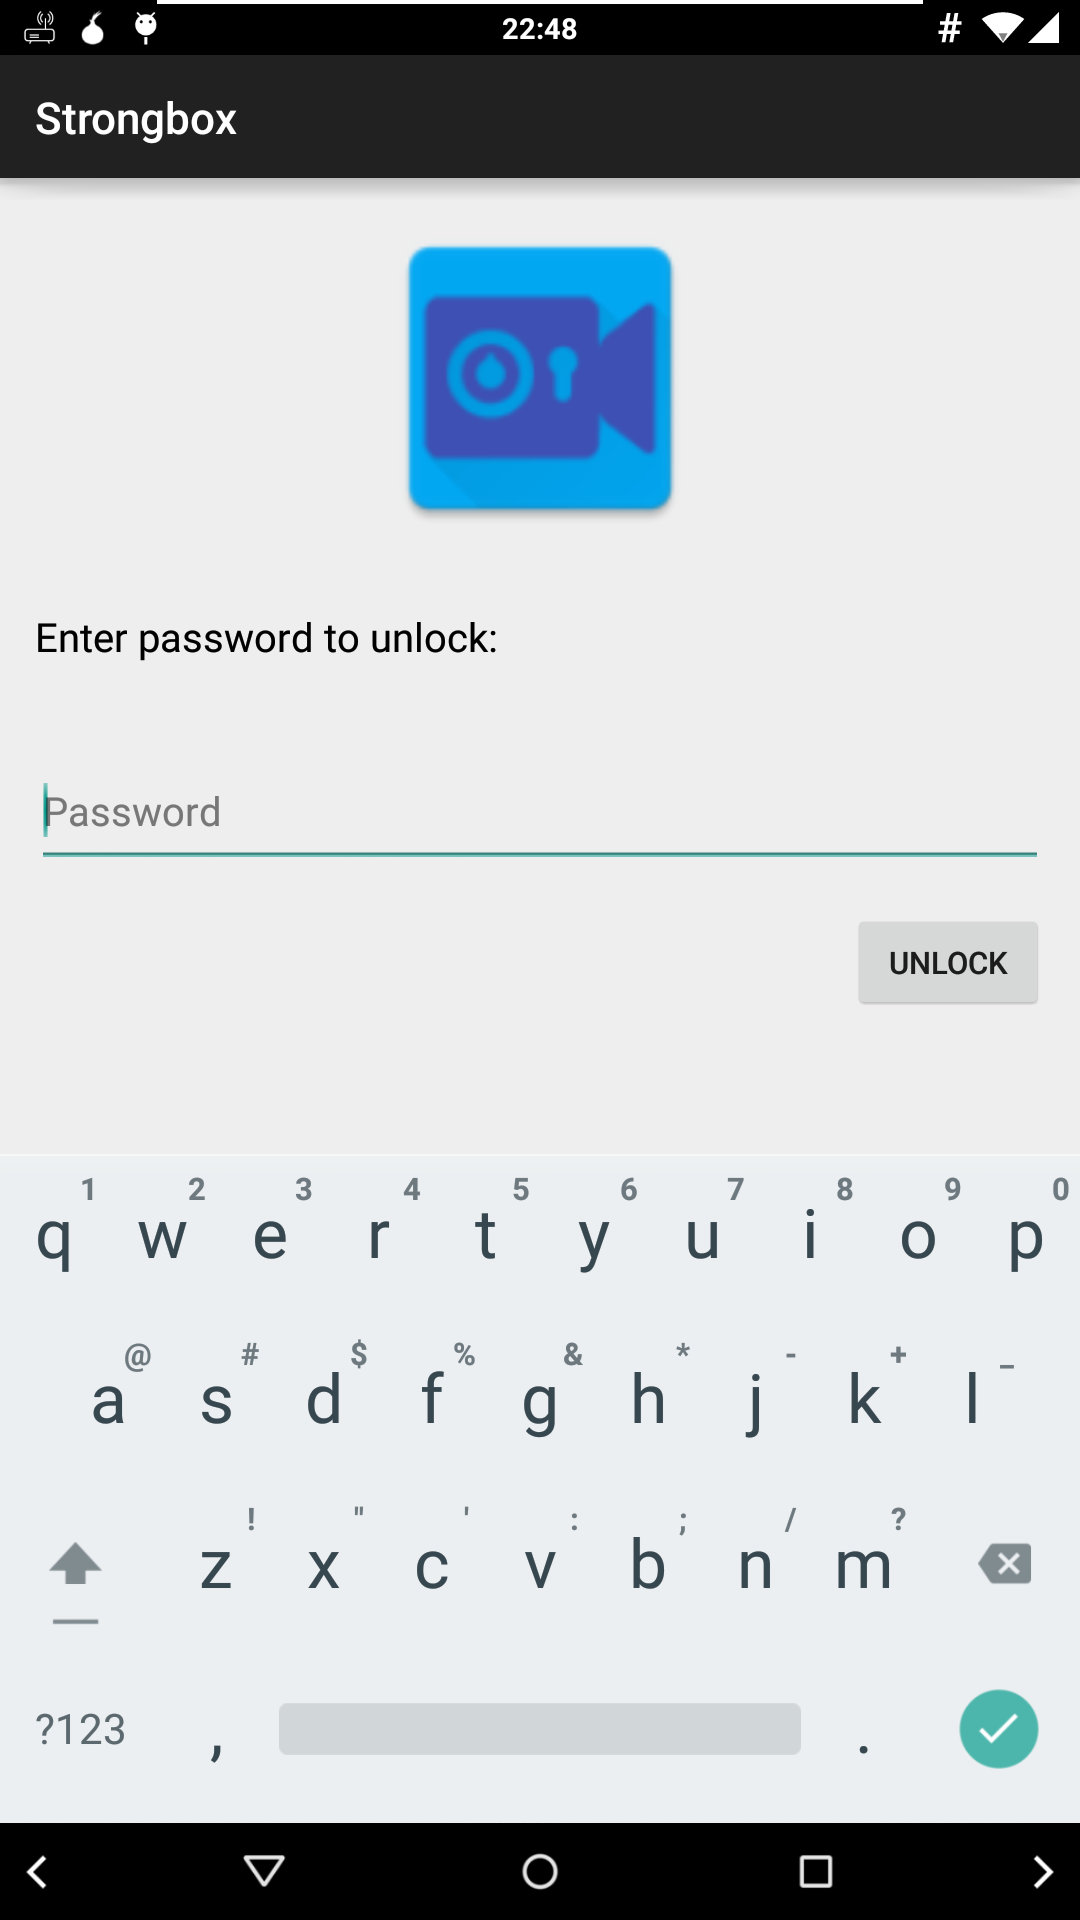 22:48 #
Strongbox
Enter password to unlock:
Password
UNLOCK
1 2 3 4 5 6 7 8 9 0
q w e r t y u i o p
@ # $ % & * - + _
a s d f g h j k l
! " ' : ; / ?
z x c v b n m
?123 , .